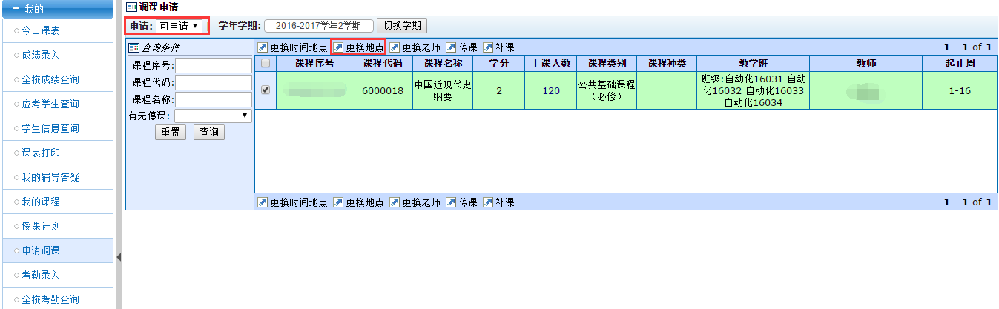 我的
今日课表
成绩录入
全校成绩查询
应考学生查询
学生信息查询
课表打印
我的辅导答疑
我的课程
授课计划
申请调课
考勤录入
全校考勤查询
调课申请
申请: 可申请 学年学期: 2016-2017学年2学期 切换学期
查询条件
课程序号:
课程代码:
课程名称:
有无停课: ...
重置 查询
更换时间地点 更换地点 更换老师 停课 补课 1 - 1 of 1
课程序号 课程代码 课程名称 学分 上课人数 课程类别 课程种类 教学班 教师 起止周
6000018 中国近现代史纲要 2 120 公共基础课程（必修） 班级:自动化16031 自动化16032 自动化16033 自动化16034 1-16
更换时间地点 更换地点 更换老师 停课 补课 1 - 1 of 1